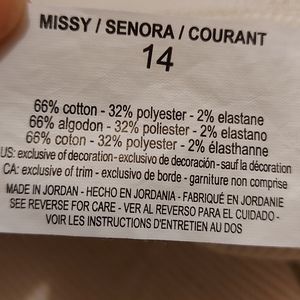 MISSY / SENORA / COURANT
14
66% cotton - 32% polyester - 2% elastane
66% algodon - 32% poliester - 2% elastano
66% coton - 32% polyester - 2% élasthanne
US: exclusive of decoration - exclusivo de decoración - sauf la décoration
CA: exclusive of trim - exclusivo de borde - garniture non comprise
MADE IN JORDAN - HECHO EN JORDANIA - FABRIQUÉ EN JORDANIE
SEE REVERSE FOR CARE - VER AL REVERSO PARA EL CUIDADO -
VOIR LES INSTRUCTIONS D'ENTRETIEN AU DOS